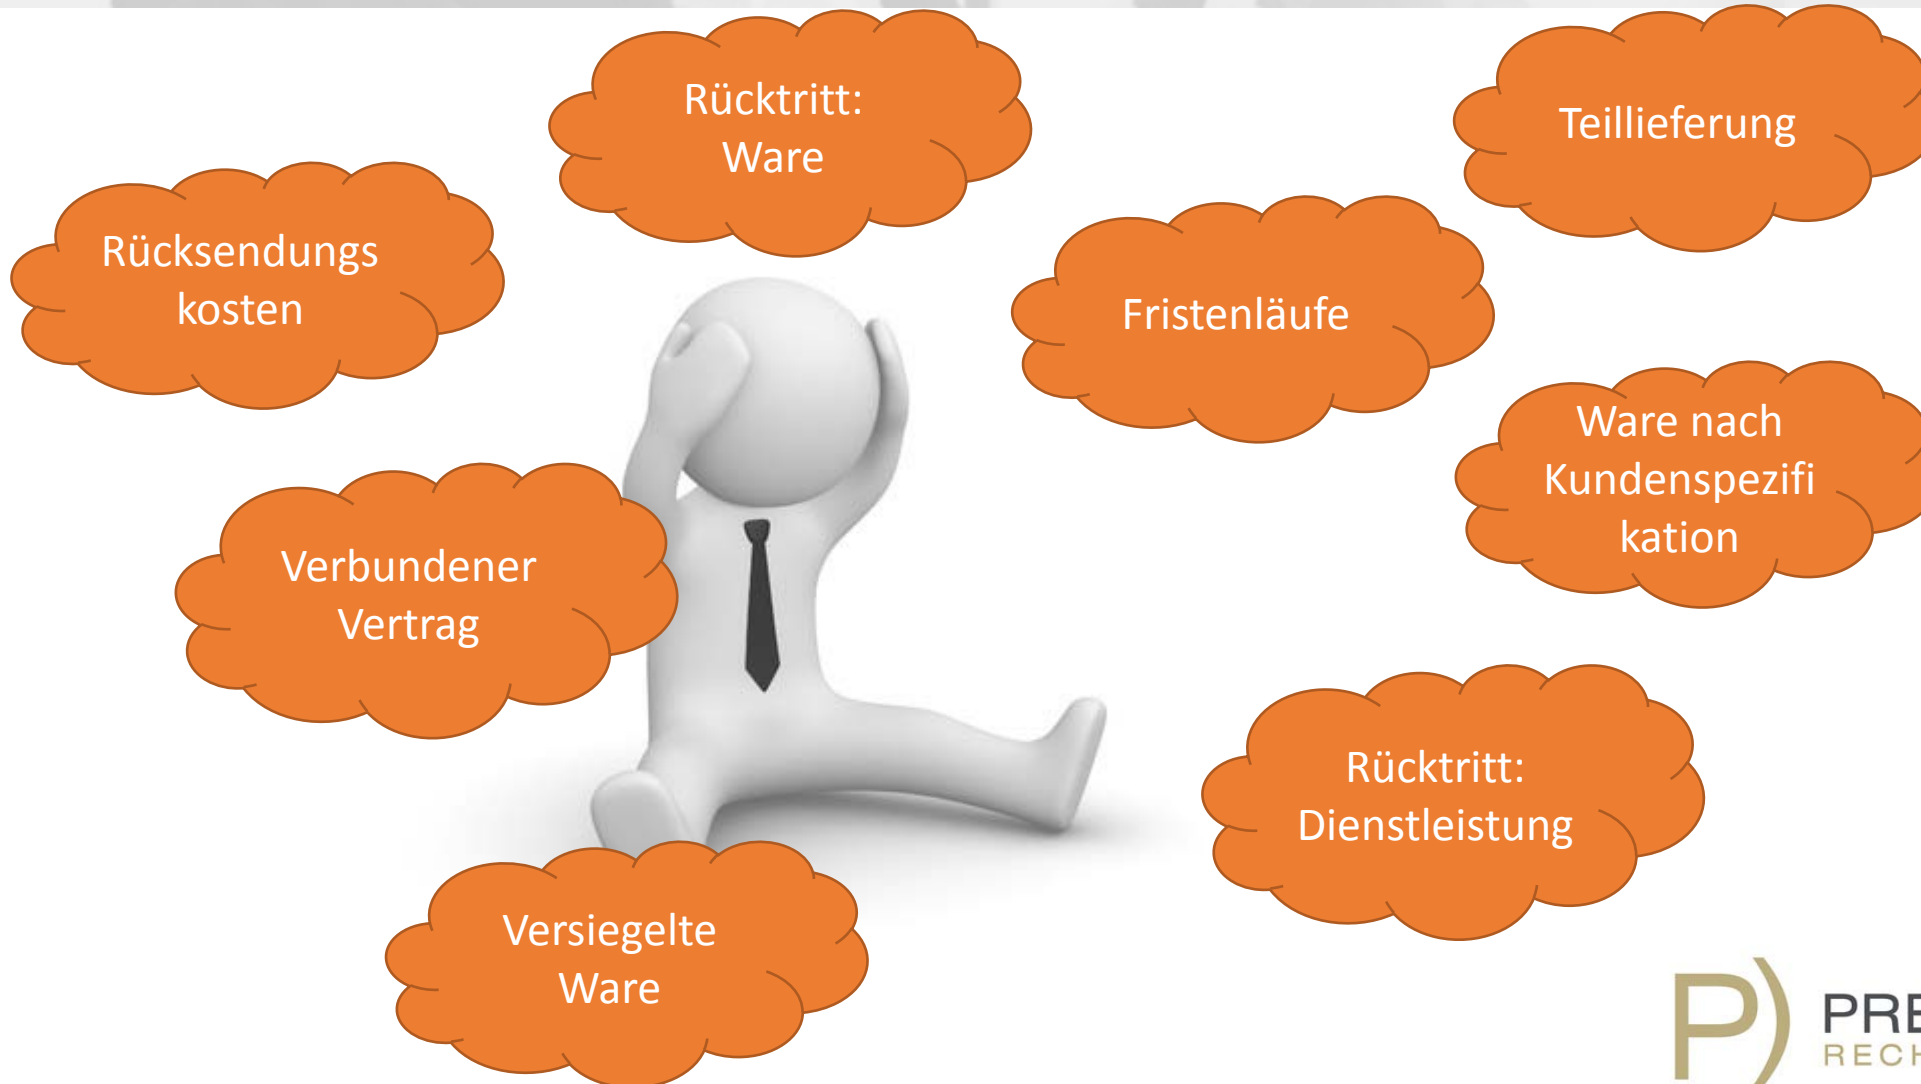 Rücktritt:
Ware
Teillieferung
Rücksendungs
kosten
Fristenläufe
Ware nach
Kundenspezifi
kation
Verbundener
Vertrag
Rücktritt:
Dienstleistung
Versiegelte
Ware
P)